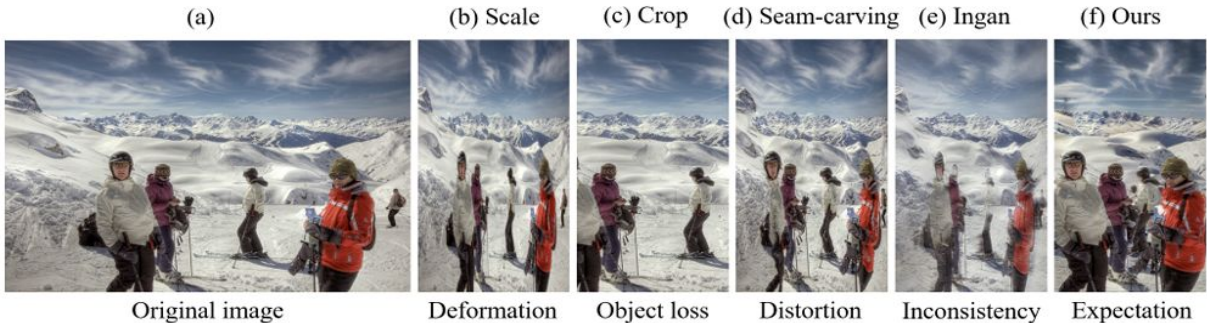 (a)
(b) Scale
(c) Crop
(d) Seam-carving
(e) Ingan
(f) Ours
Original image
Deformation
Object loss
Distortion
Inconsistency
Expectation